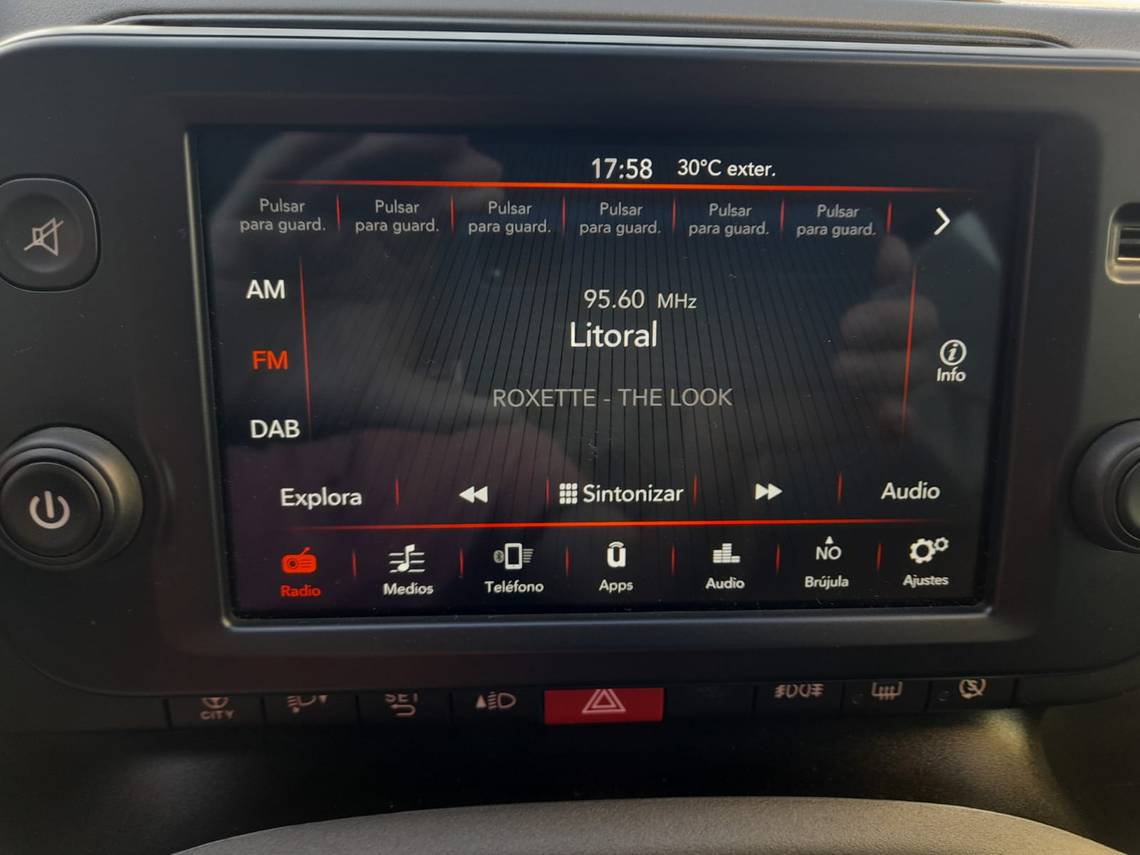 17:58 30°C exter.
Pulsar para guard.
Pulsar para guard.
Pulsar para guard.
Pulsar para guard.
Pulsar para guard.
Pulsar para guard.
AM
95.60 MHz
Litoral
FM
Info
ROXETTE - THE LOOK
DAB
Explora
Sintonizar
Audio
Radio
Medios
Teléfono
Apps
Audio
NO
Brújula
Ajustes
CITY
SET